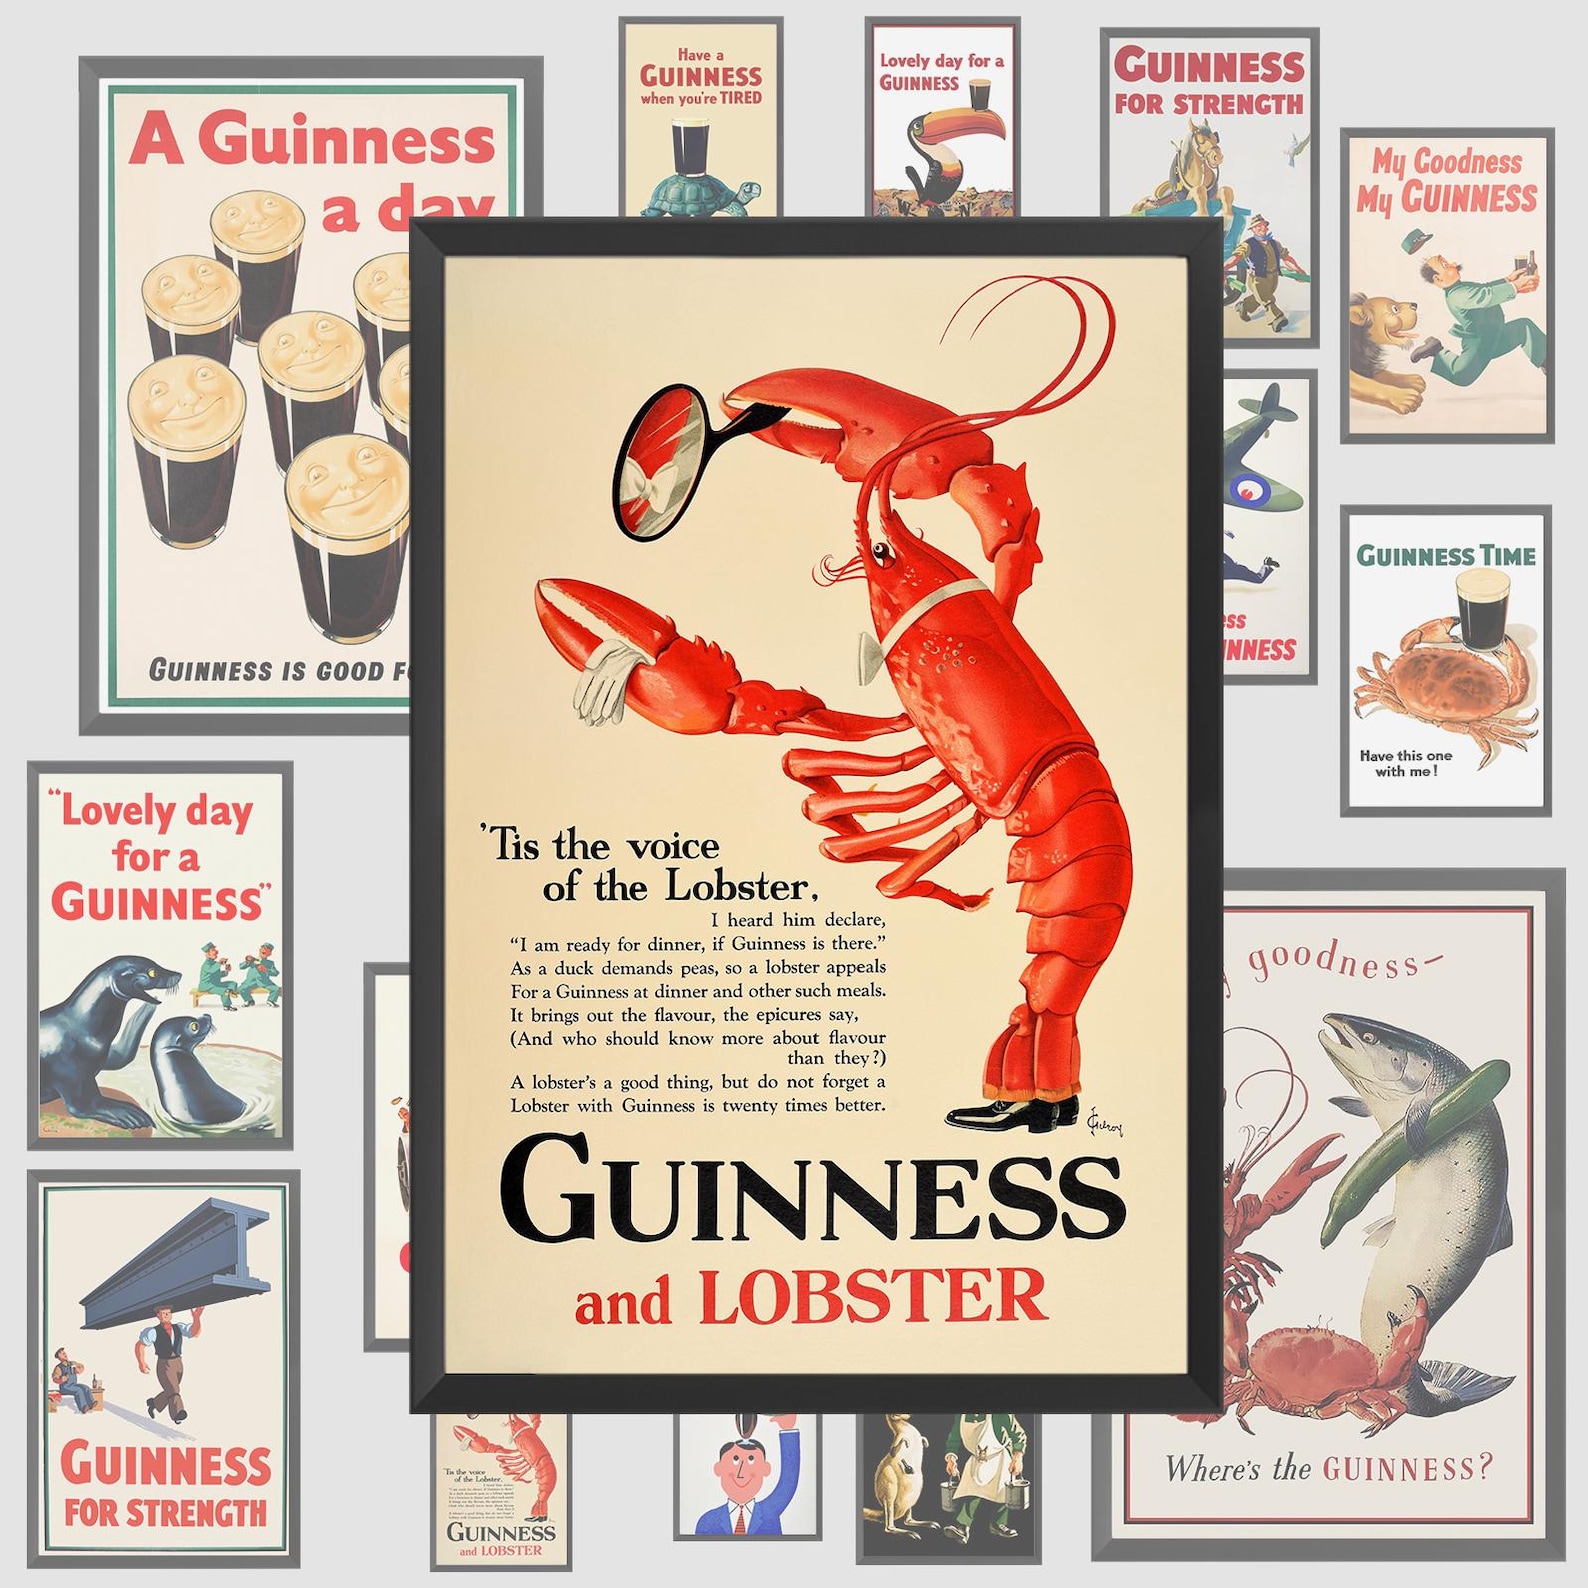 A Guinness
a day
GUINNESS IS GOOD
Have a
GUINNESS
when you're TIRED
Lovely day for a
GUINNESS
GUINNESS
FOR STRENGTH
My Goodness
My GUINNESS
GUINNESS TIME
Have this one
with me!
"Lovely day
for a
GUINNESS"
'Tis the voice
of the Lobster,
I heard him declare,
“I am ready for dinner, if Guinness is there.”
As a duck demands peas, so a lobster appeals
For a Guinness at dinner and other such meals.
It brings out the flavour, the epicures say,
(And who should know more about flavour
than they?)
A lobster's a good thing, but do not forget a
Lobster with Guinness is twenty times better.
Gilroy
GUINNESS
and LOBSTER
goodness—
Where's the GUINNESS?
GUINNESS
FOR STRENGTH
'Tis the voice
of the Lobster,
GUINNESS
and LOBSTER